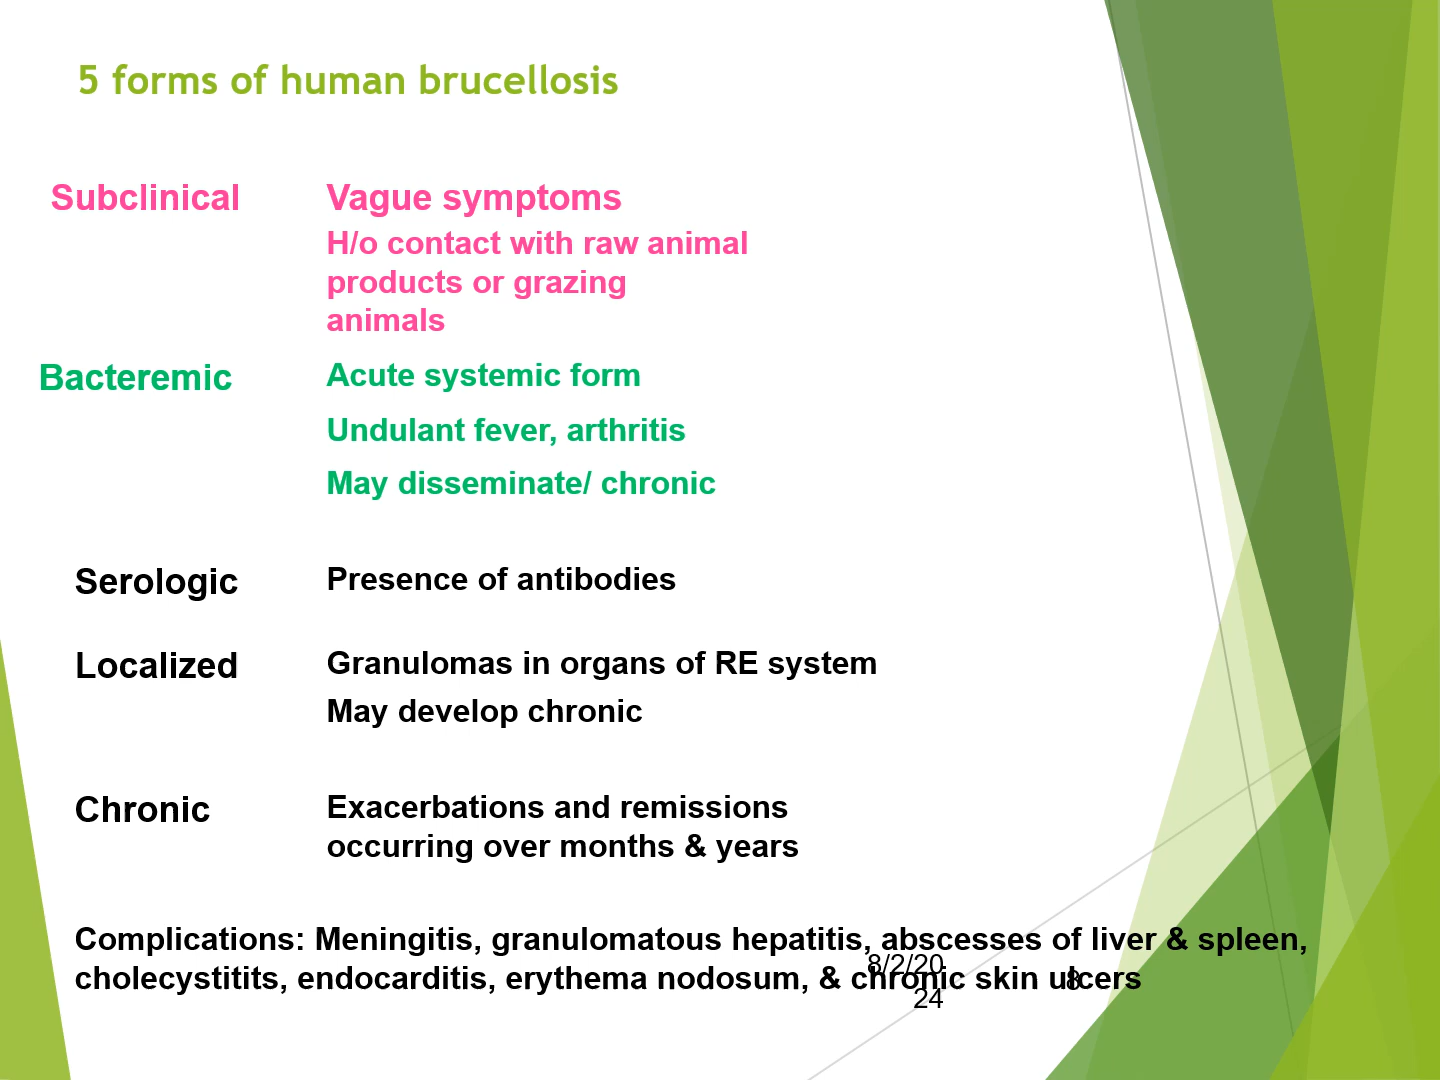 5 forms of human brucellosis
Subclinical
Vague symptoms
H/o contact with raw animal
products or grazing
animals
Bacteremic
Acute systemic form
Undulant fever, arthritis
May disseminate/ chronic
Serologic
Presence of antibodies
Localized
Granulomas in organs of RE system
May develop chronic
Chronic
Exacerbations and remissions
occurring over months & years
Complications: Meningitis, granulomatous hepatitis, abscesses of liver & spleen,
cholecystitits, endocarditis, erythema nodosum, & chronic skin ulcers
8/2/20
24
8